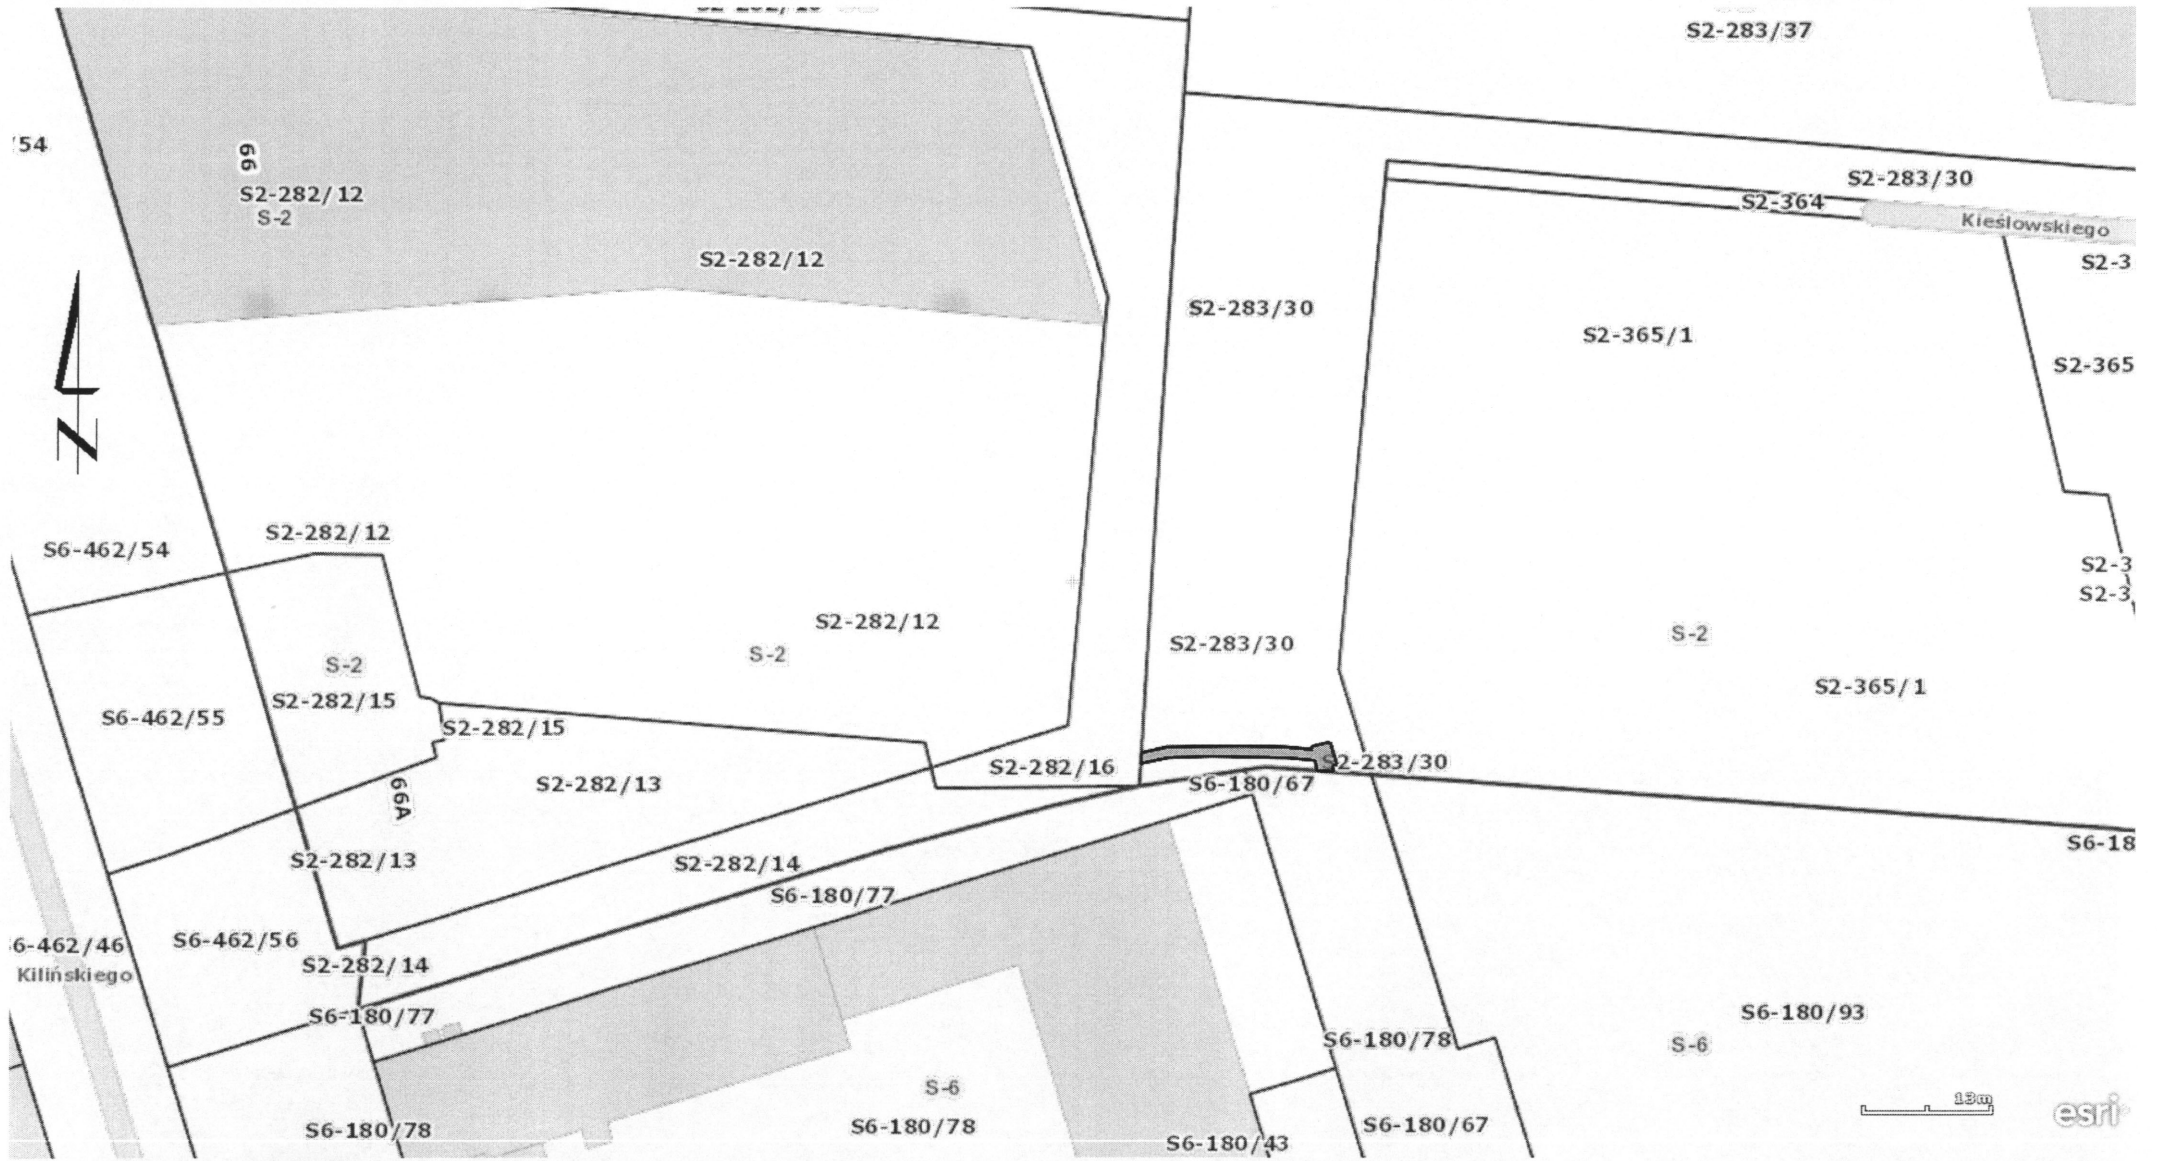 S2-283/37
'54
66
S2-282/12
S-2
S2-283/30
S2-364
Kieślowskiego
S2-282/12
S2-3
S2-283/30
S2-365/1
S2-365
N
S2-282/12
S6-462/54
S2-3
S2-3
S2-282/12
S-2
S2-283/30
S-2
S-2
S2-282/15
S2-365/1
S6-462/55
S2-282/15
S2-282/16
S2-283/30
66A
S2-282/13
S6-180/67
S2-282/13
S2-282/14
S6-18
S6-180/77
6-462/46
S6-462/56
S2-282/14
Kilińskiego
S6-180/77
S6-180/93
S6-180/78
S-6
S-6
13m
esri
S6-180/78
S6-180/78
S6-180/43
S6-180/67